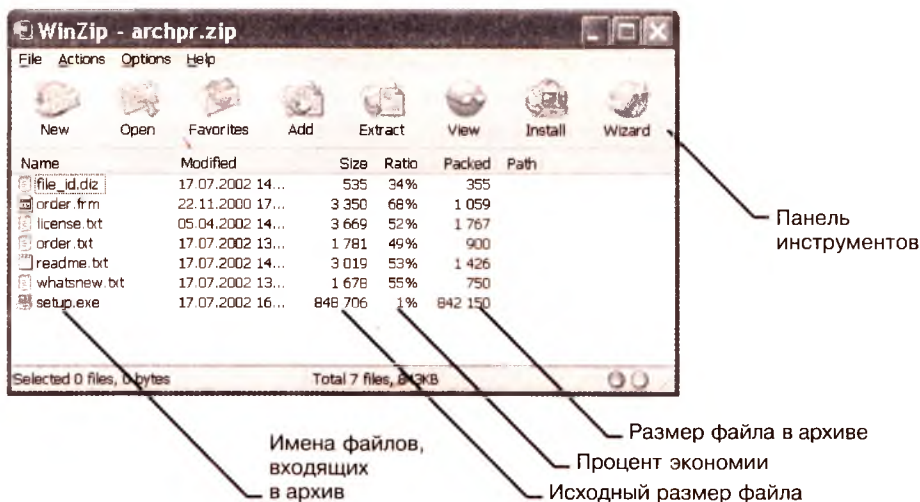 WinZip - archpr.zip
File Actions Options Help
New Open Favorites Add Extract View Install Wizard
Name Modified Size Ratio Packed Path
file_id.diz 17.07.2002 14... 535 34% 355
order.frm 22.11.2000 17... 3 350 68% 1 059
license.txt 05.04.2002 14... 3 669 52% 1 767
order.txt 17.07.2002 13... 1 781 49% 900
readme.txt 17.07.2002 14... 3 019 53% 1 426
whatsnew.txt 17.07.2002 13... 1 678 55% 750
setup.exe 17.07.2002 16... 848 706 1% 842 150
Selected 0 files, 0 bytes Total 7 files, 843KB
Панель
инструментов
Имена файлов,
входящих
в архив
Размер файла в архиве
Процент экономии
Исходный размер файла